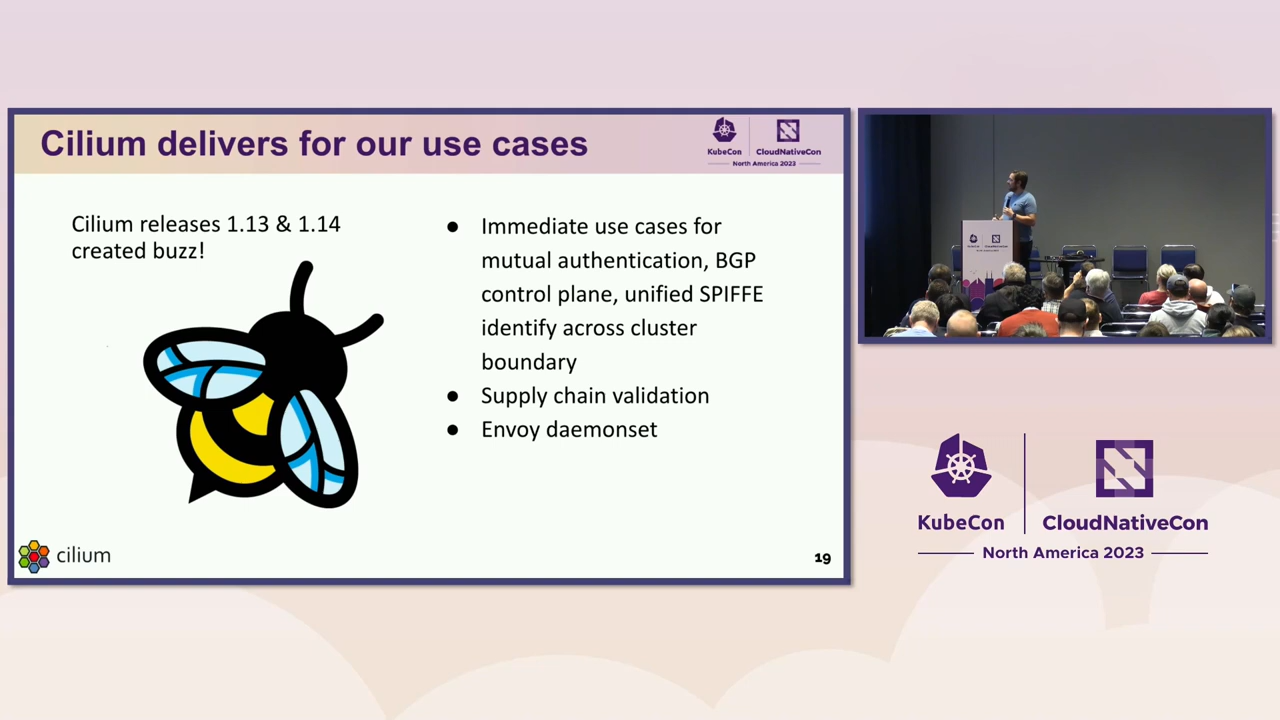 Cilium delivers for our use cases
KubeCon
CloudNativeCon
North America 2023
Cilium releases 1.13 & 1.14
created buzz!
● Immediate use cases for
mutual authentication, BGP
control plane, unified SPIFFE
identify across cluster
boundary
● Supply chain validation
● Envoy daemonset
cilium
19
KubeCon
CloudNativeCon
North America 2023